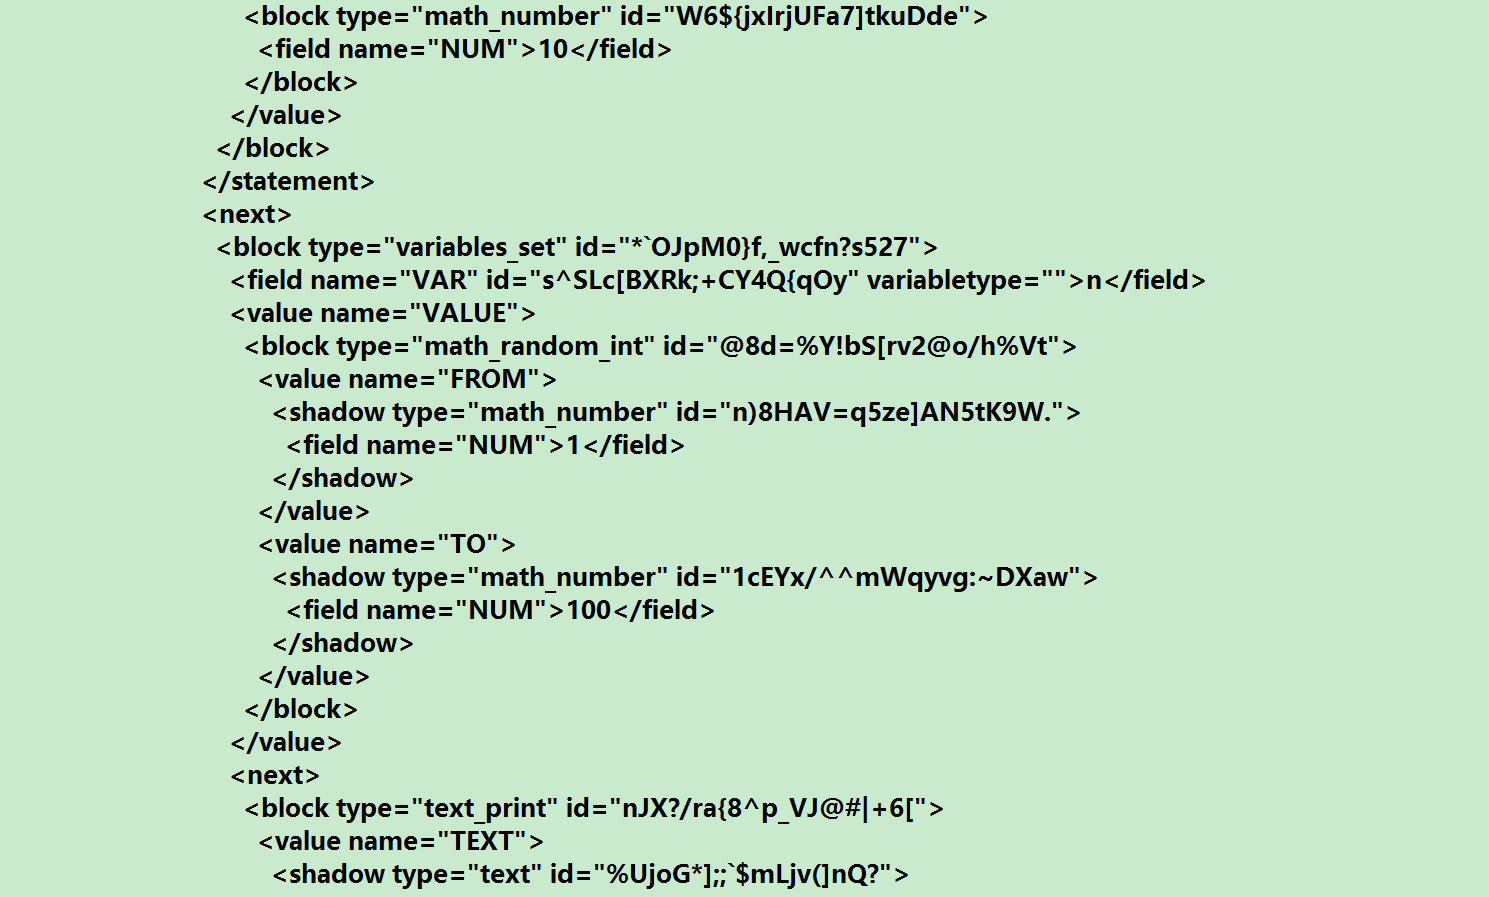 <block type="math_number" id="W6${jxIrjUFa7]tkuDde">
<field name="NUM">10</field>
</block>
</value>
</block>
</statement>
<next>
<block type="variables_set" id="*`OJpM0}f,_wcfn?s527">
<field name="VAR" id="s^SLc[BXRk;+CY4Q{qOy" variabletype="">n</field>
<value name="VALUE">
<block type="math_random_int" id="@8d=%Y!bS[rv2@o/h%Vt">
<value name="FROM">
<shadow type="math_number" id="n)8HAV=q5ze]AN5tK9W.">
<field name="NUM">1</field>
</shadow>
</value>
<value name="TO">
<shadow type="math_number" id="1cEYx/^^mWqyvg:~DXaw">
<field name="NUM">100</field>
</shadow>
</value>
</block>
</value>
<next>
<block type="text_print" id="nJX?/ra{8^p_VJ@#|+6[">
<value name="TEXT">
<shadow type="text" id="%UjoG*];;`$mLjv(]nQ?">